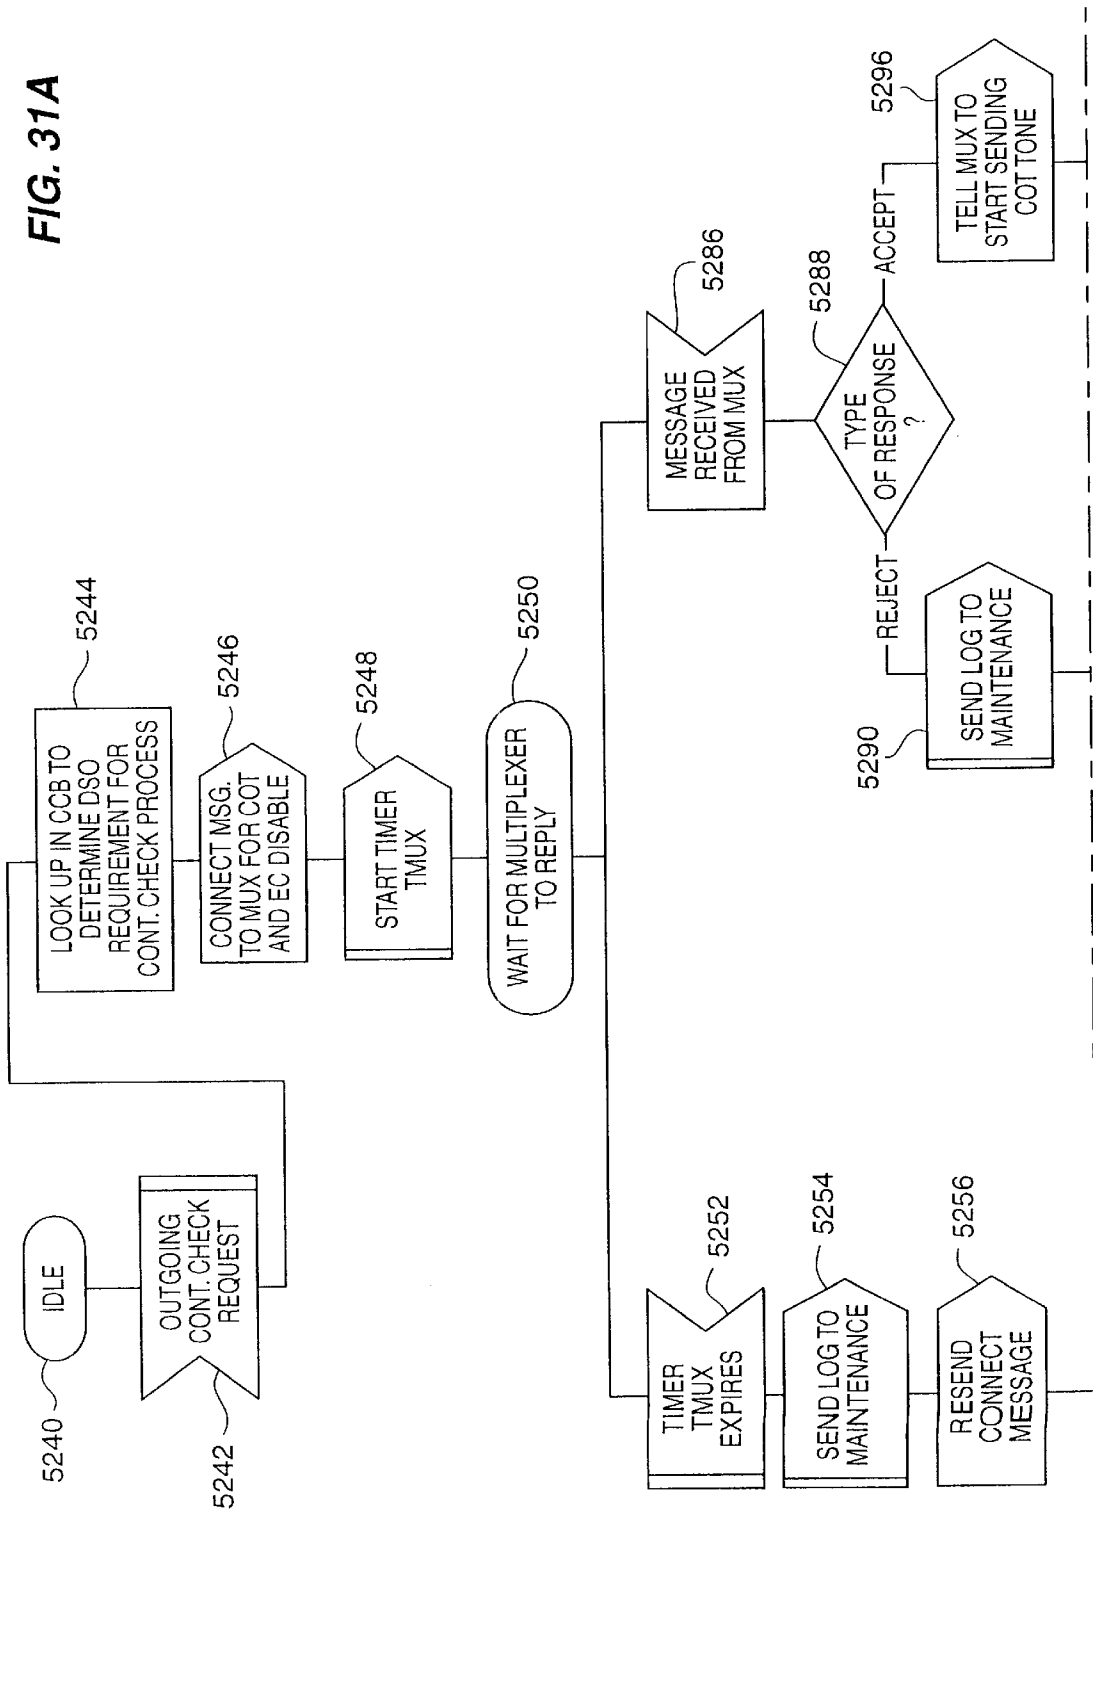 FIG. 31A
5240
IDLE
5242
OUTGOING
CONT. CHECK
REQUEST
5244
LOOK UP IN CCB TO
DETERMINE DSO
REQUIREMENT FOR
CONT. CHECK PROCESS
5246
CONNECT MSG.
TO MUX FOR COT
AND EC DISABLE
5248
START TIMER
TMUX
5250
WAIT FOR MULTIPLEXER
TO REPLY
5252
TIMER
TMUX
EXPIRES
5254
SEND LOG TO
MAINTENANCE
5256
RESEND
CONNECT
MESSAGE
5286
MESSAGE
RECEIVED
FROM MUX
5288
TYPE
OF RESPONSE
?
REJECT
ACCEPT
5290
SEND LOG TO
MAINTENANCE
5296
TELL MUX TO
START SENDING
COT TONE